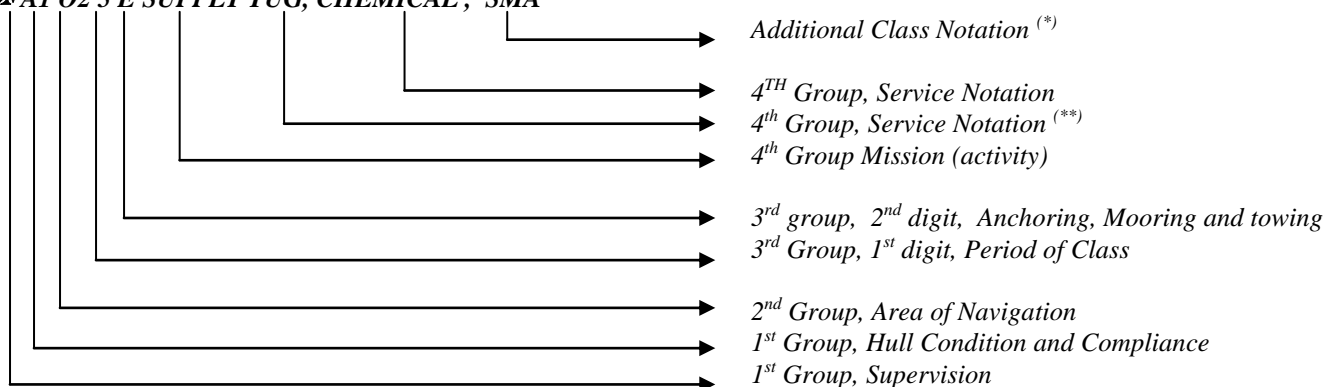 A1 O2 E SUPPLY TUG, CHEMICAL , SMA
Additional Class Notation (*)
4TH Group, Service Notation
4th Group, Service Notation (**)
4th Group Mission (activity)
3rd group, 2nd digit, Anchoring, Mooring and towing
3rd Group, 1st digit, Period of Class
2nd Group, Area of Navigation
1st Group, Hull Condition and Compliance
1st Group, Supervision